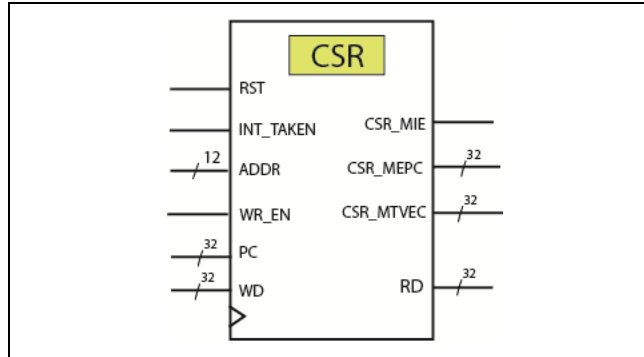 CSR
RST
INT_TAKEN
CSR_MIE
12
ADDR
CSR_MEPC
32
WR_EN
CSR_MTVEC
32
32
PC
32
WD
RD
32